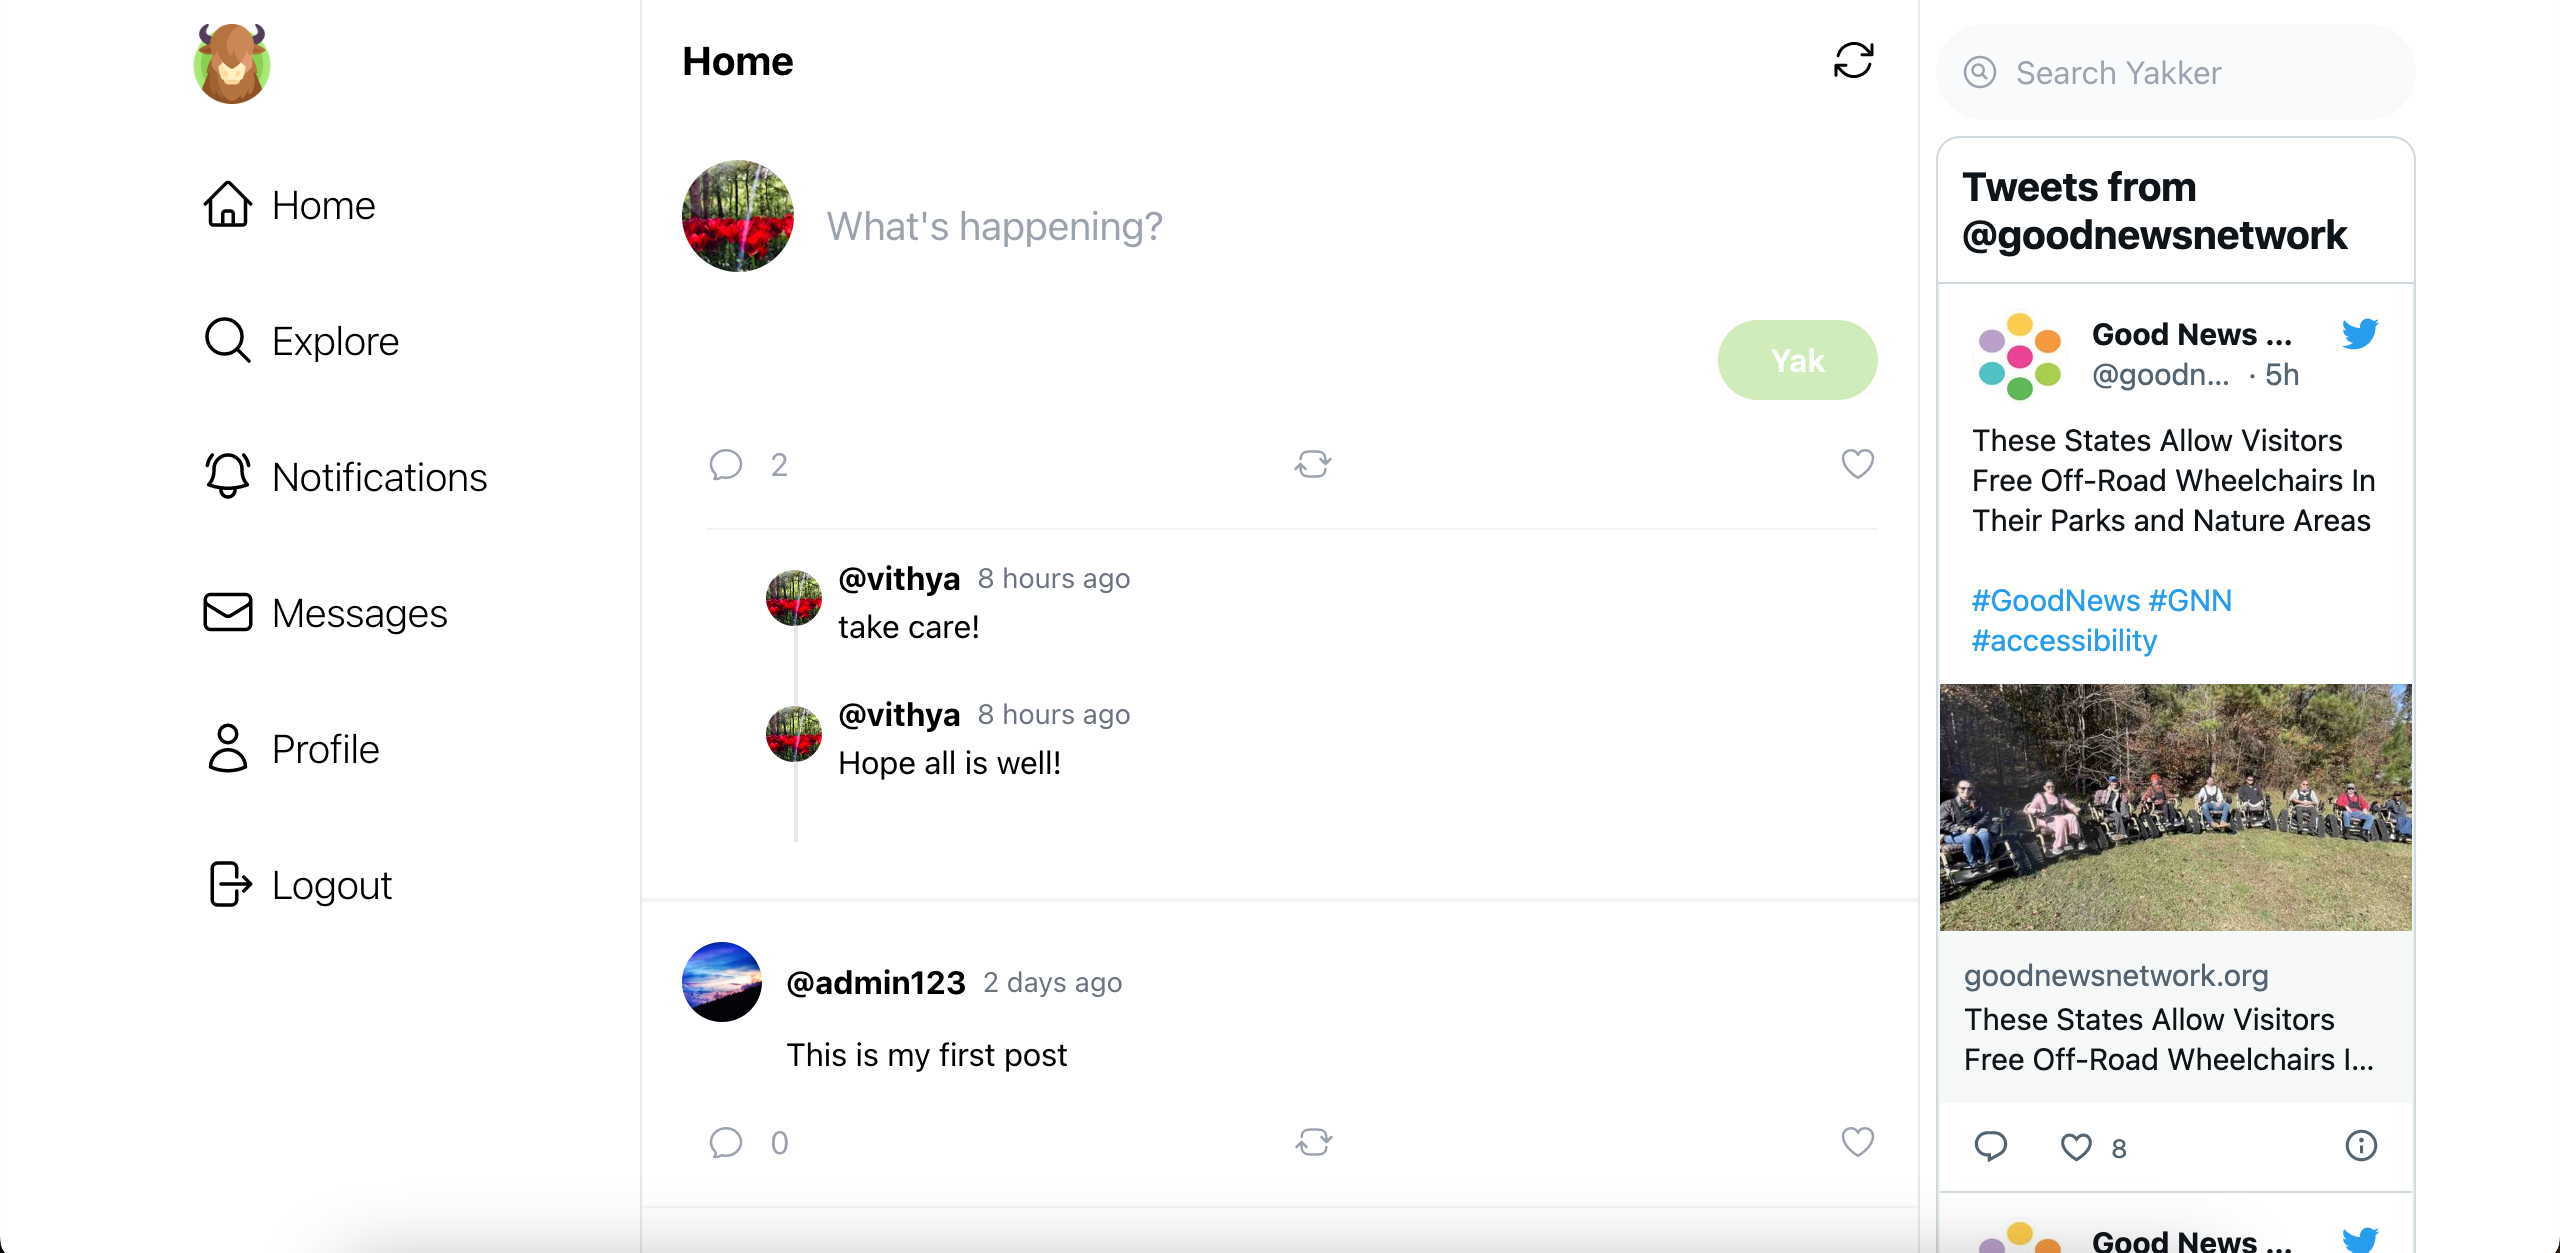 Home
Explore
Notifications
Messages
Profile
Logout
Home
What's happening?
Yak
2
@vithya 8 hours ago
take care!
@vithya 8 hours ago
Hope all is well!
@admin123 2 days ago
This is my first post
0
Search Yakker
Tweets from
@goodnewsnetwork
Good News ...
@goodn... · 5h
These States Allow Visitors
Free Off-Road Wheelchairs In
Their Parks and Nature Areas
#GoodNews #GNN
#accessibility
goodnewsnetwork.org
These States Allow Visitors
Free Off-Road Wheelchairs I...
8
Good News ...